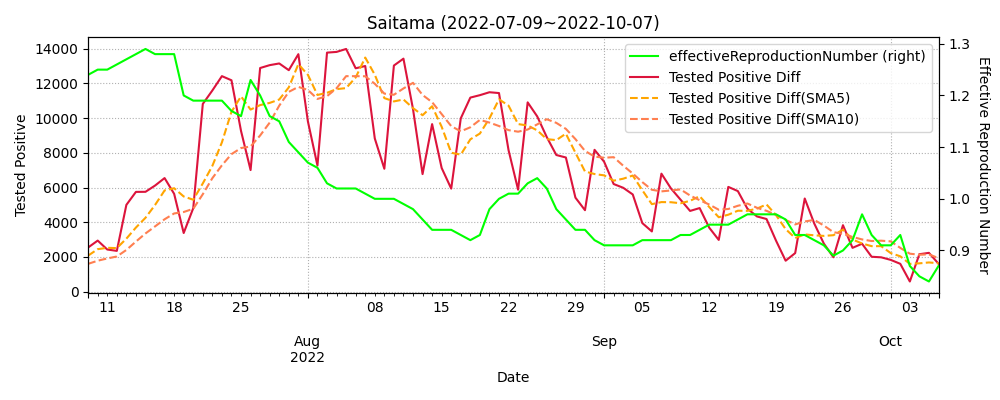 Saitama (2022-07-09~2022-10-07)
effectiveReproductionNumber (right)
Tested Positive Diff
Tested Positive Diff(SMA5)
Tested Positive Diff(SMA10)
Tested Positive
14000
12000
10000
8000
6000
4000
2000
0
1.3
1.2
1.1
1.0
0.9
Effective Reproduction Number
11 18 25 08 15 22 29 05 12 19 26 03
Aug Sep Oct
2022
Date